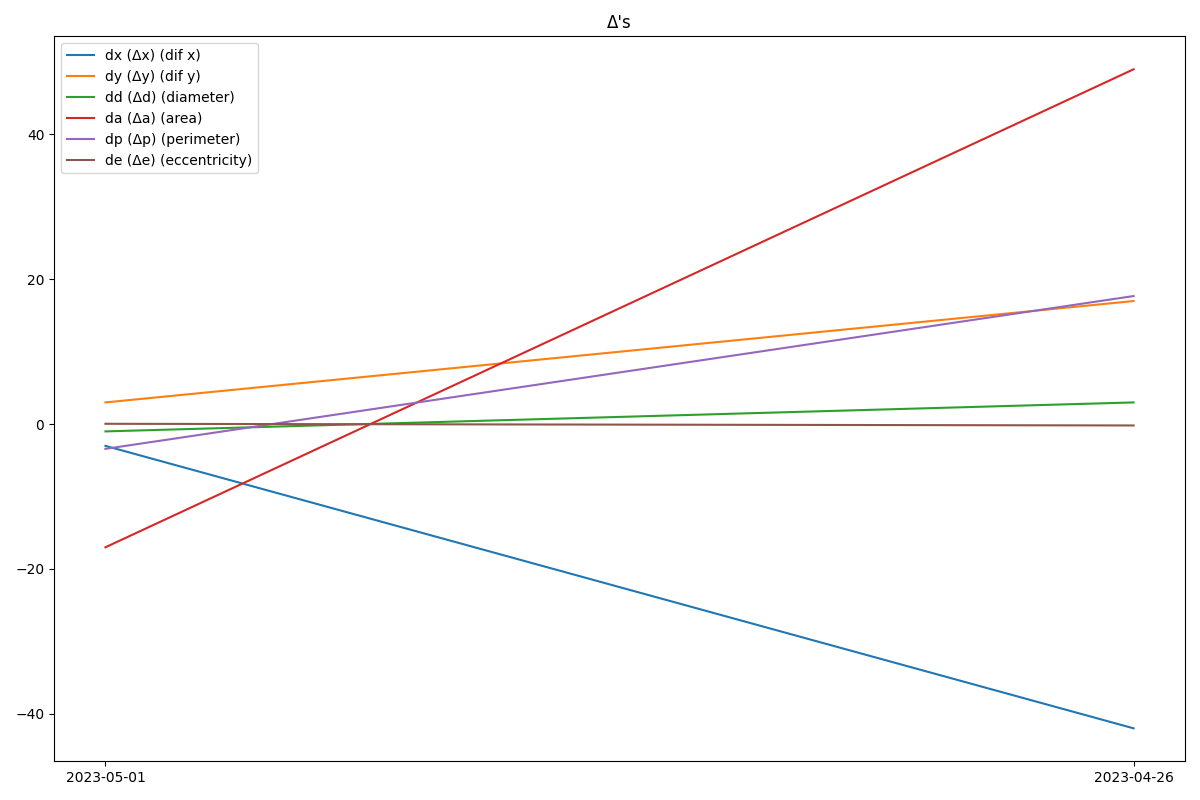 Δ's
dx (Δx) (dif x)
dy (Δy) (dif y)
dd (Δd) (diameter)
da (Δa) (area)
dp (Δp) (perimeter)
de (Δe) (eccentricity)
40
20
0
−20
−40
2023-05-01
2023-04-26